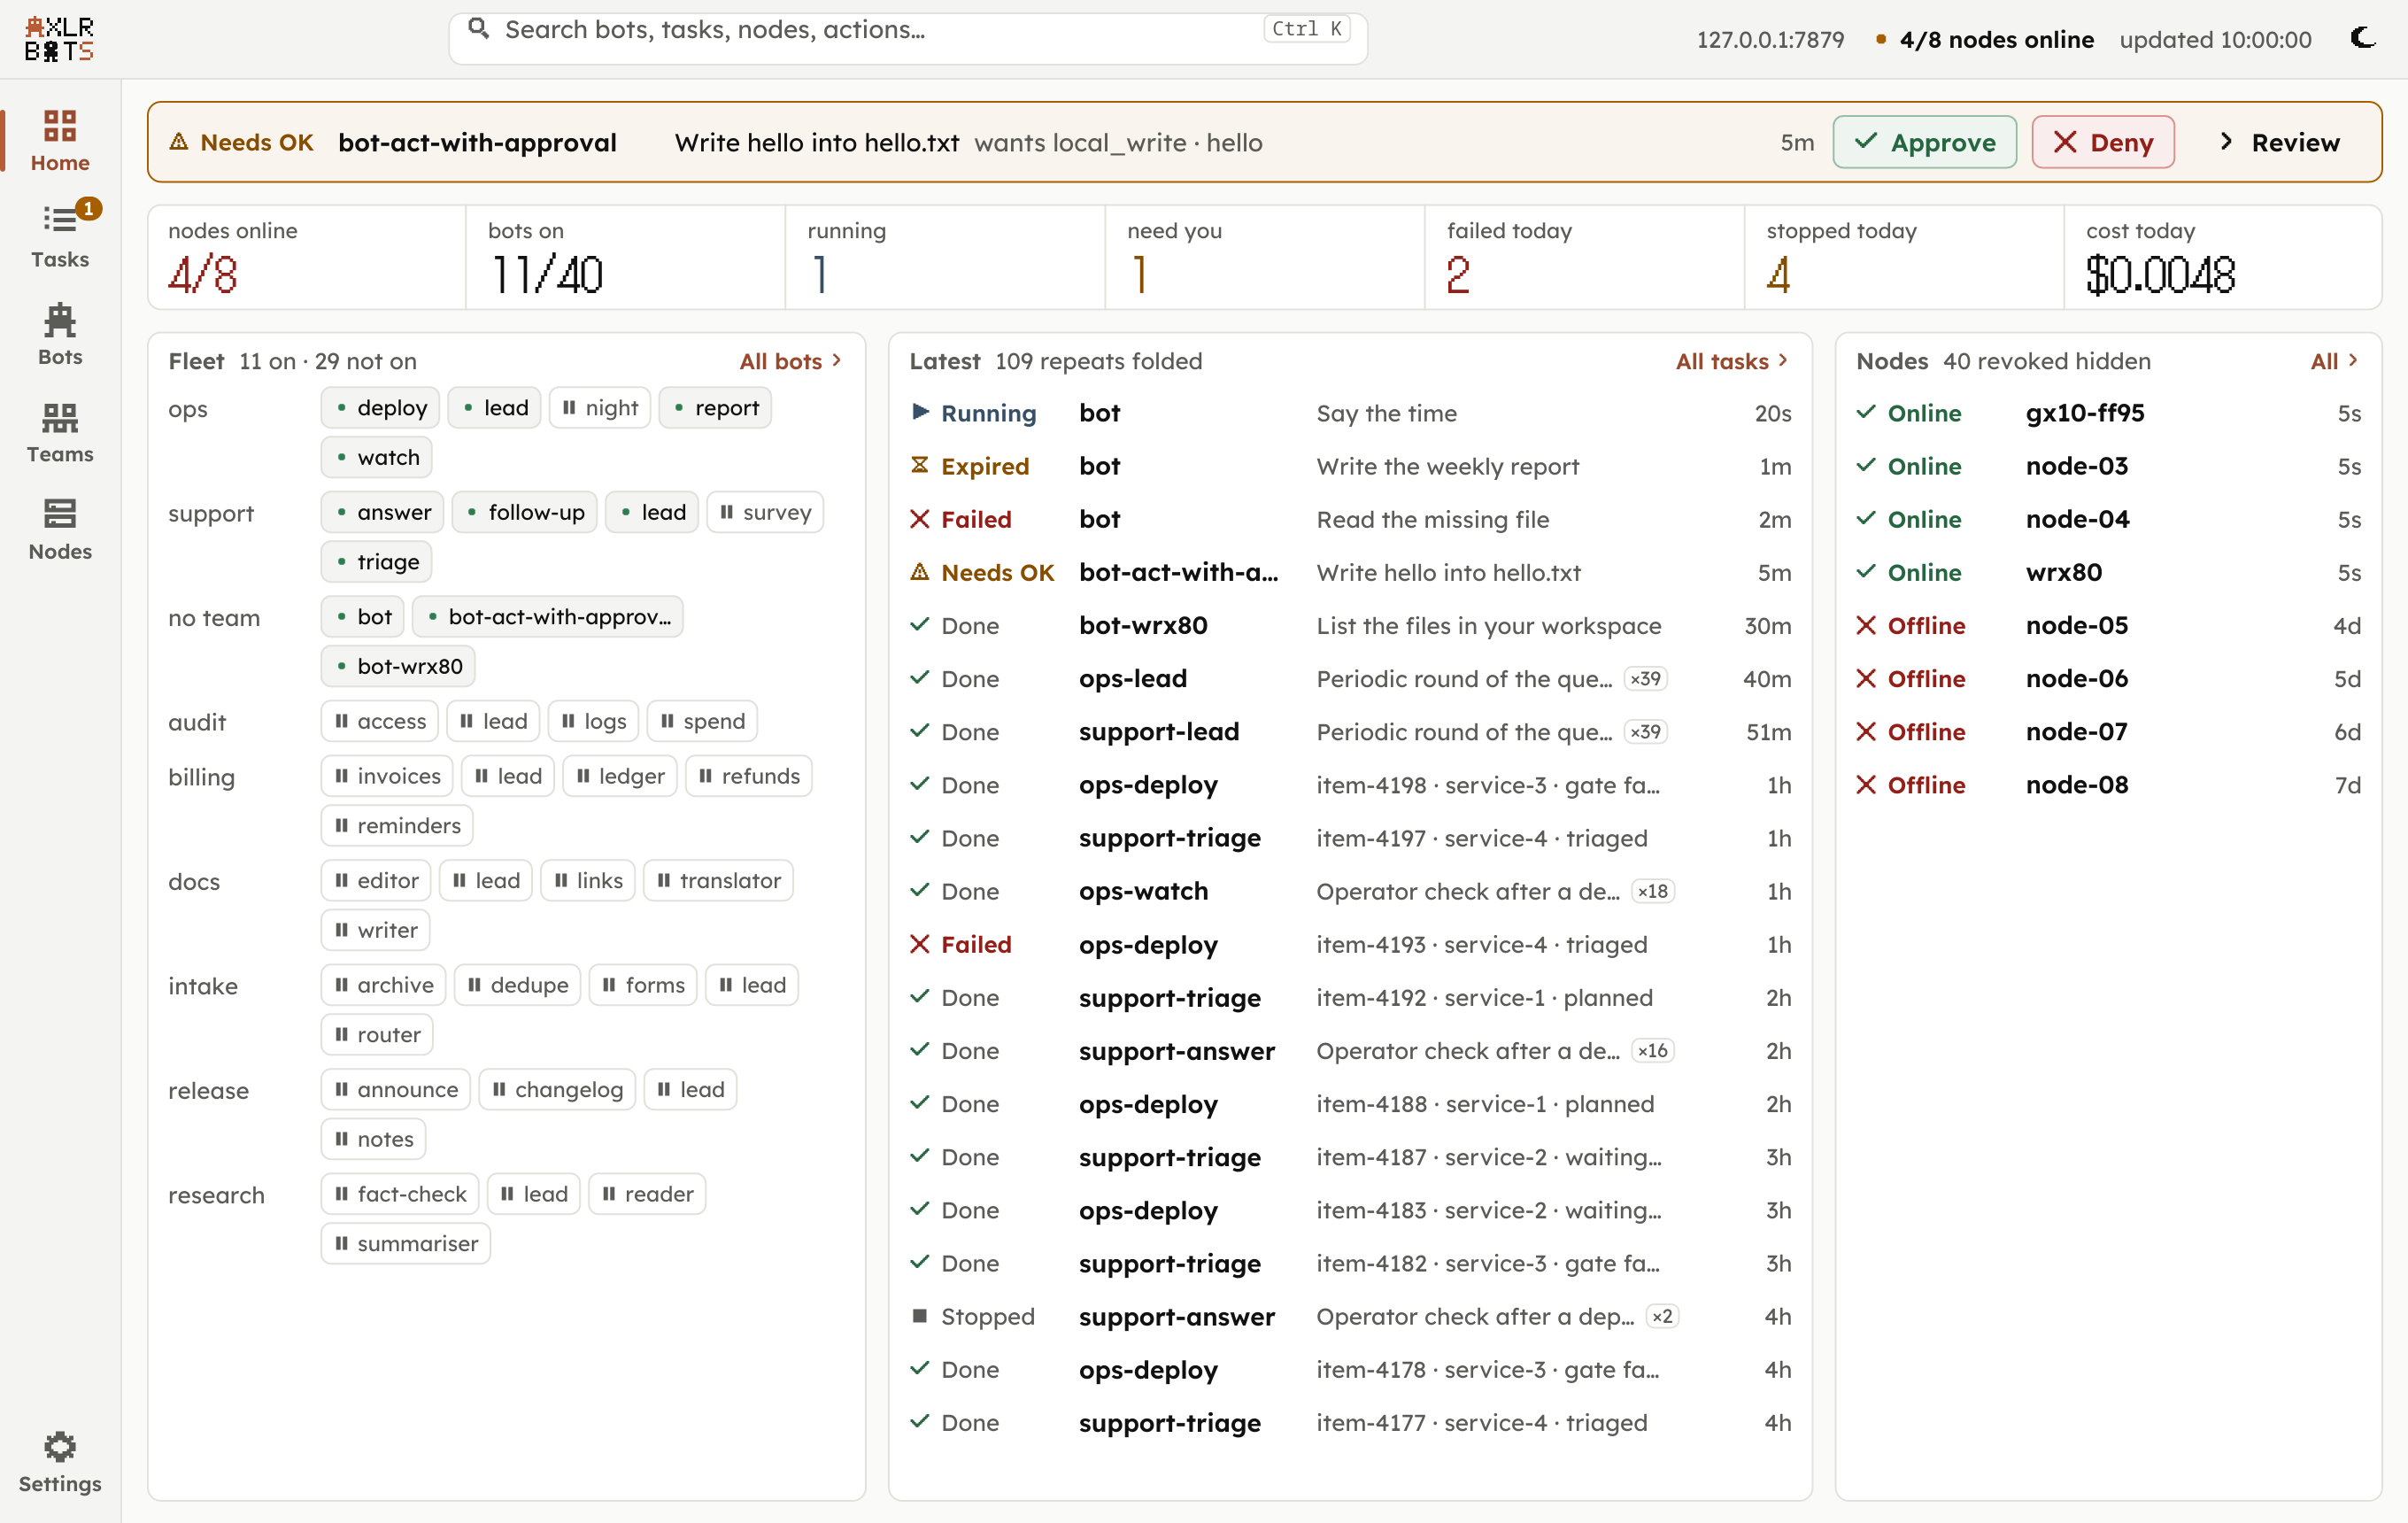 AXLR BOTS
Search bots, tasks, nodes, actions… Ctrl K
127.0.0.1:7879 4/8 nodes online updated 10:00:00
Home
1
Tasks
Bots
Teams
Nodes
Settings
Needs OK bot-act-with-approval Write hello into hello.txt wants local_write · hello 5m Approve Deny Review
nodes online
4/8
bots on
11/40
running
1
need you
1
failed today
2
stopped today
4
cost today
$0.0048
Fleet 11 on · 29 not on All bots
ops deploy lead night report
watch
support answer follow-up lead survey
triage
no team bot bot-act-with-approv…
bot-wrx80
audit access lead logs spend
billing invoices lead ledger refunds
reminders
docs editor lead links translator
writer
intake archive dedupe forms lead
router
release announce changelog lead
notes
research fact-check lead reader
summariser
Latest 109 repeats folded All tasks
Running bot Say the time 20s
Expired bot Write the weekly report 1m
Failed bot Read the missing file 2m
Needs OK bot-act-with-a… Write hello into hello.txt 5m
Done bot-wrx80 List the files in your workspace 30m
Done ops-lead Periodic round of the que… ×39 40m
Done support-lead Periodic round of the que… ×39 51m
Done ops-deploy item-4198 · service-3 · gate fa… 1h
Done support-triage item-4197 · service-4 · triaged 1h
Done ops-watch Operator check after a de… ×18 1h
Failed ops-deploy item-4193 · service-4 · triaged 1h
Done support-triage item-4192 · service-1 · planned 2h
Done support-answer Operator check after a de… ×16 2h
Done ops-deploy item-4188 · service-1 · planned 2h
Done support-triage item-4187 · service-2 · waiting… 3h
Done ops-deploy item-4183 · service-2 · waiting… 3h
Done support-triage item-4182 · service-3 · gate fa… 3h
Stopped support-answer Operator check after a dep… ×2 4h
Done ops-deploy item-4178 · service-3 · gate fa… 4h
Done support-triage item-4177 · service-4 · triaged 4h
Nodes 40 revoked hidden All
Online gx10-ff95 5s
Online node-03 5s
Online node-04 5s
Online wrx80 5s
Offline node-05 4d
Offline node-06 5d
Offline node-07 6d
Offline node-08 7d